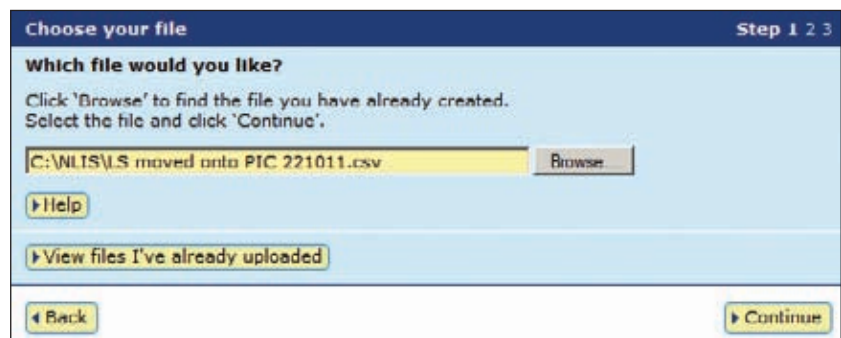 Choose your file Step 1 2 3
Which file would you like?
Click 'Browse' to find the file you have already created.
Select the file and click 'Continue'.
C:\NLIS\LS moved onto PIC 221011.csv Browse...
Help
View files I've already uploaded
Back Continue